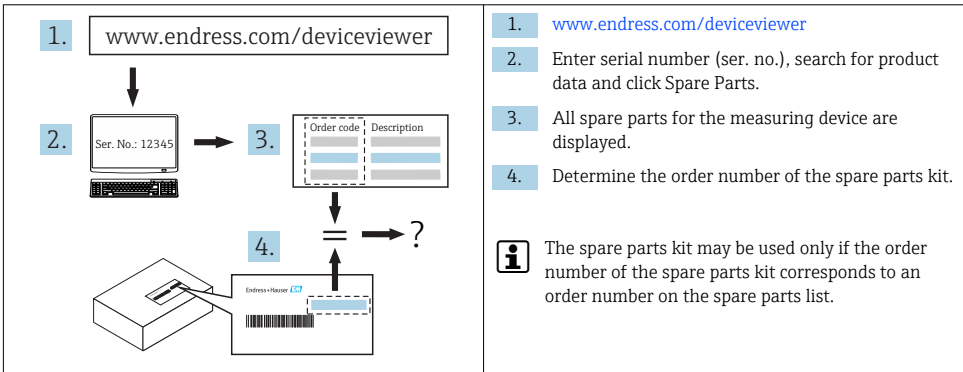 1.
www.endress.com/deviceviewer
2.
Ser. No.: 12345
3.
Order code
Description
4.
=
?
Endress+Hauser EH
1. www.endress.com/deviceviewer
2. Enter serial number (ser. no.), search for product
data and click Spare Parts.
3. All spare parts for the measuring device are
displayed.
4. Determine the order number of the spare parts kit.
i
The spare parts kit may be used only if the order
number of the spare parts kit corresponds to an
order number on the spare parts list.